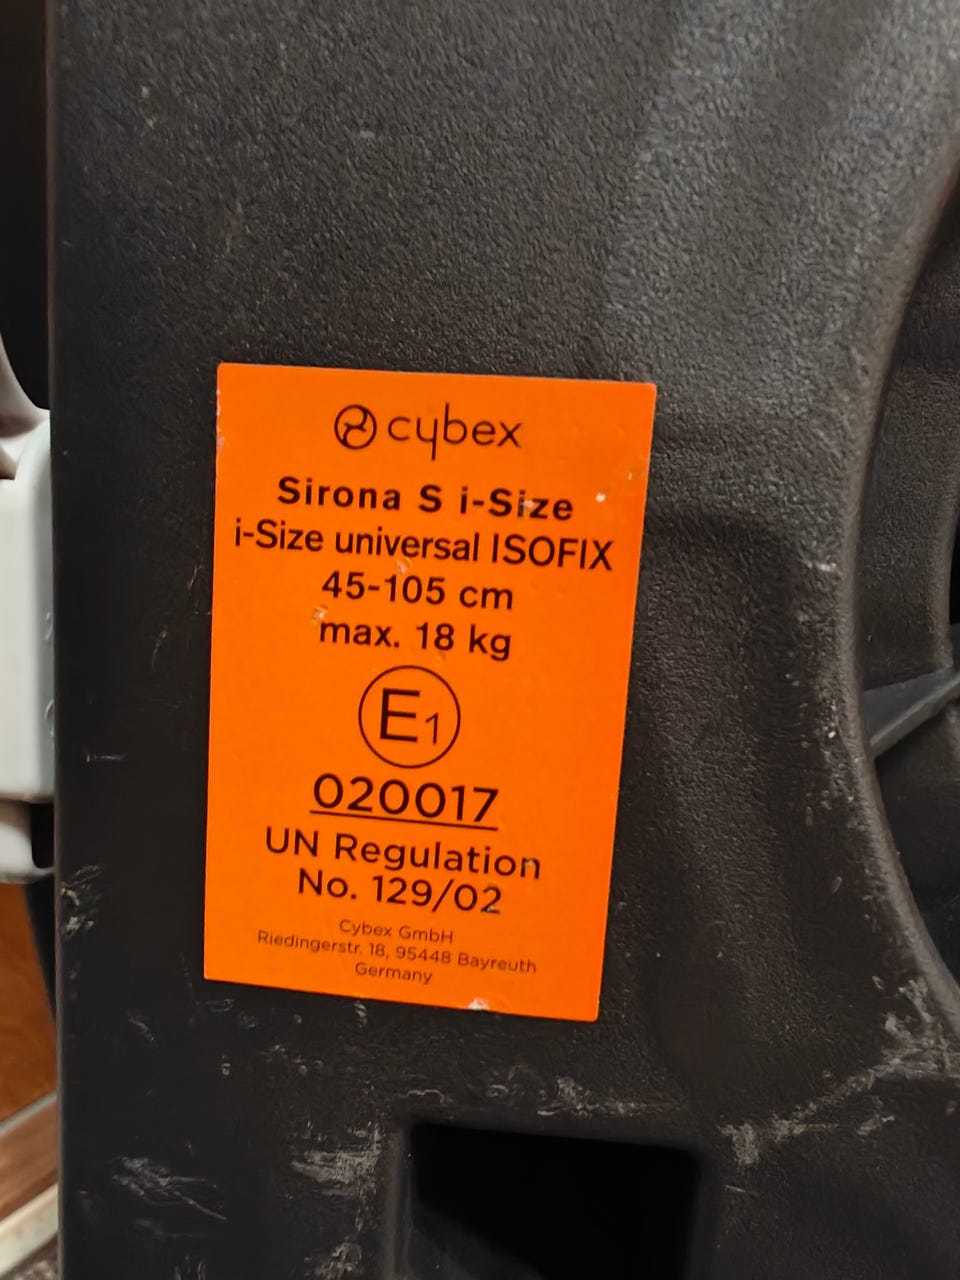 cybex
Sirona S i-Size
i-Size universal ISOFIX
45-105 cm
max. 18 kg
E1
020017
UN Regulation
No. 129/02
Cybex GmbH
Riedingerstr. 18, 95448 Bayreuth
Germany